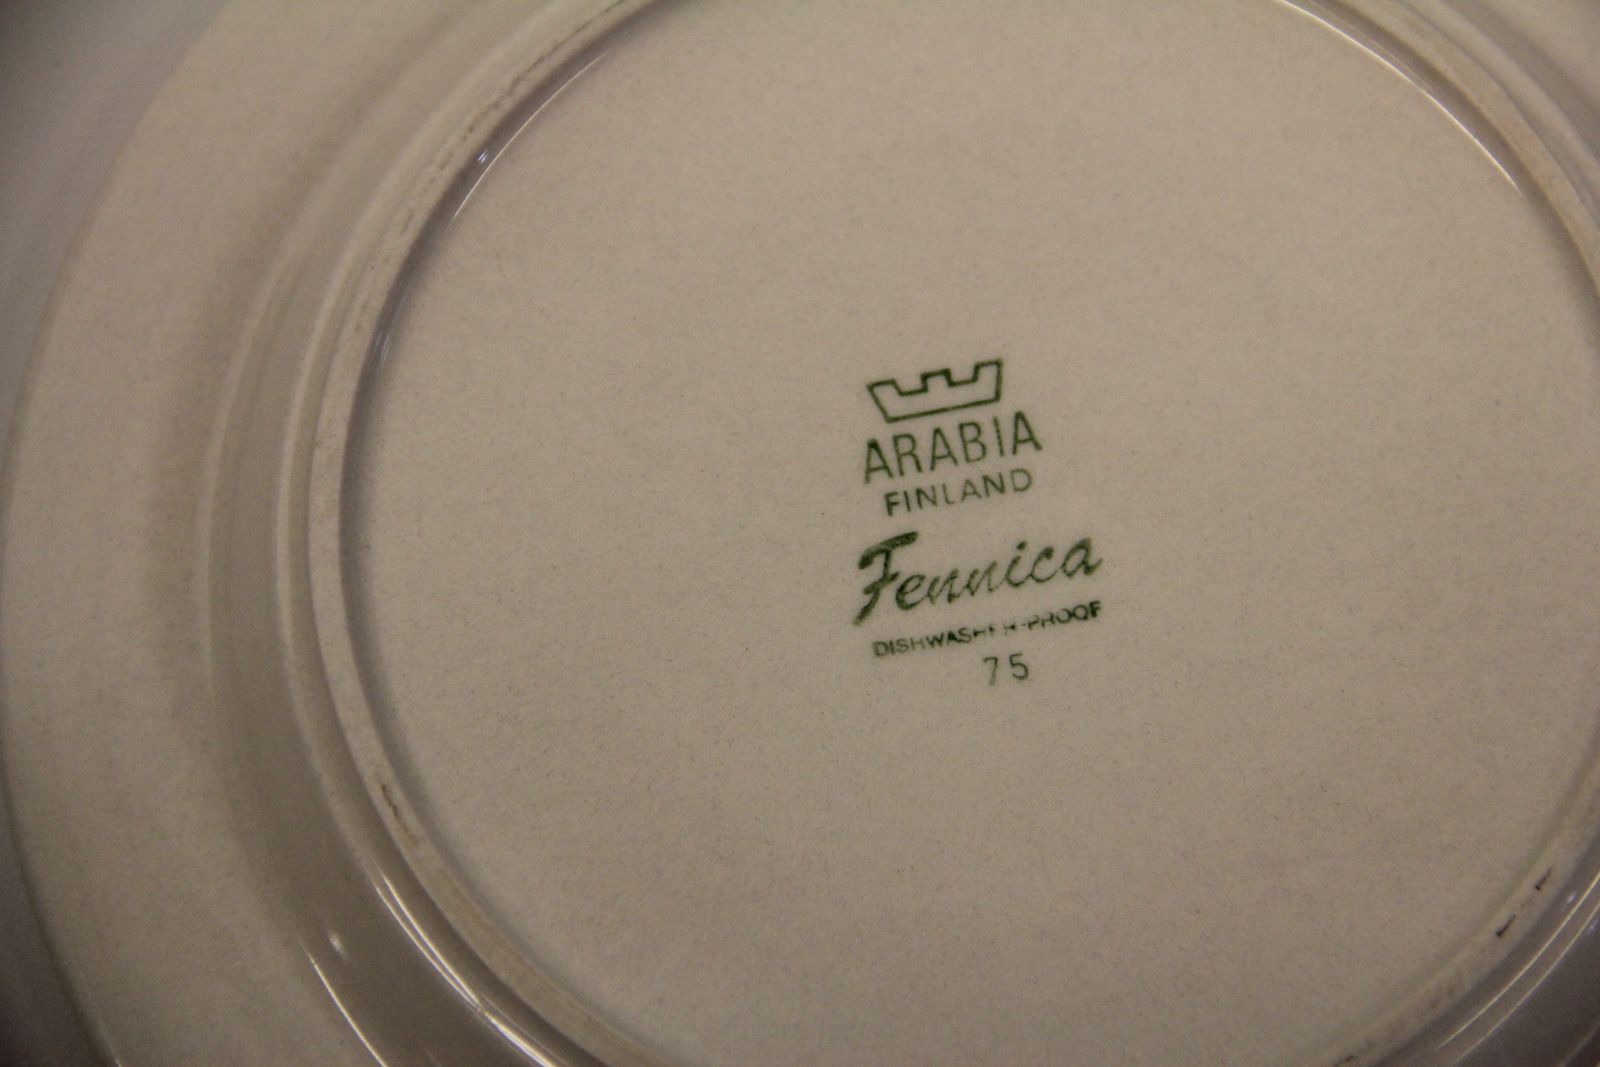 ARABIA
FINLAND
Fennica
DISHWASHER-PROOF
75